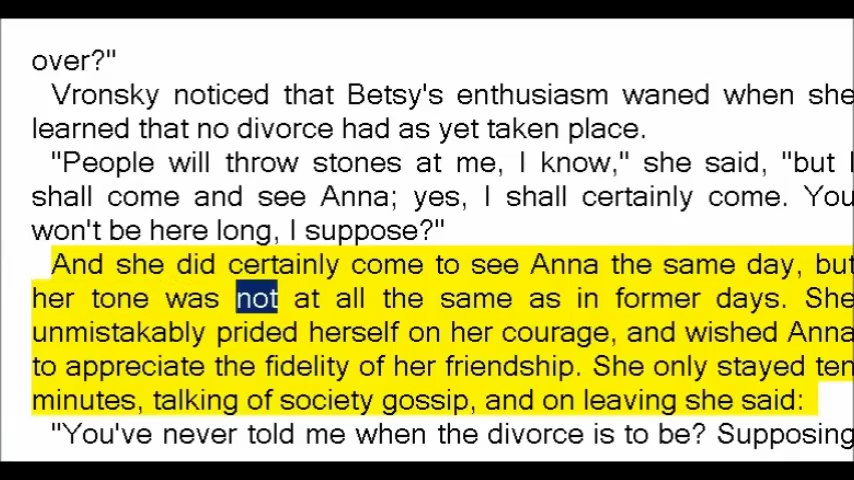 over?"
Vronsky noticed that Betsy's enthusiasm waned when she
learned that no divorce had as yet taken place.
"People will throw stones at me, I know," she said, "but I
shall come and see Anna; yes, I shall certainly come. You
won't be here long, I suppose?"
And she did certainly come to see Anna the same day, but
her tone was not at all the same as in former days. She
unmistakably prided herself on her courage, and wished Anna
to appreciate the fidelity of her friendship. She only stayed ten
minutes, talking of society gossip, and on leaving she said:
"You've never told me when the divorce is to be? Supposing